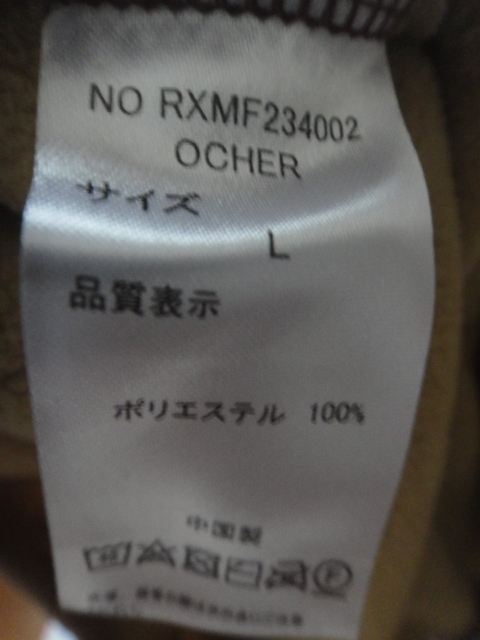 NO RXMF234002
OCHER
サイズ
L
品質表示
ポリエステル 100%
中国製